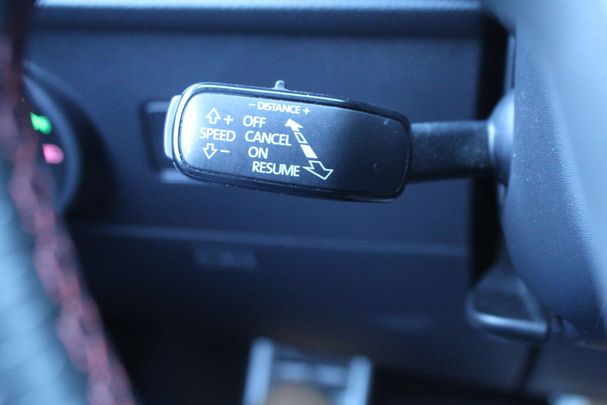 - DISTANCE +
+ OFF
SPEED CANCEL
- ON
RESUME